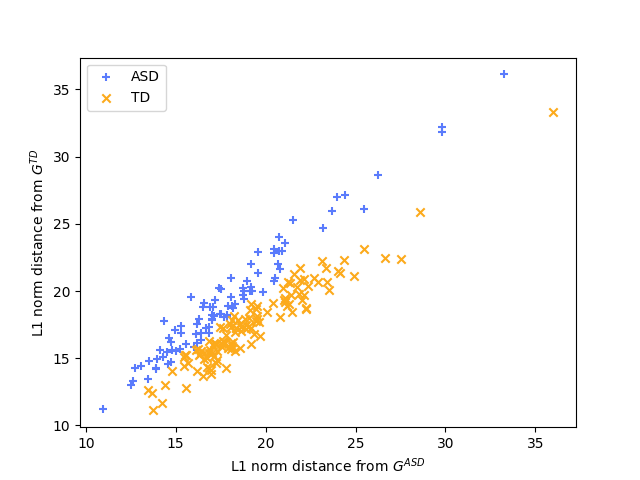 ASD
TD
35
30
25
20
15
10
L1 norm distance from G^{TD}
10 15 20 25 30 35
L1 norm distance from G^{ASD}